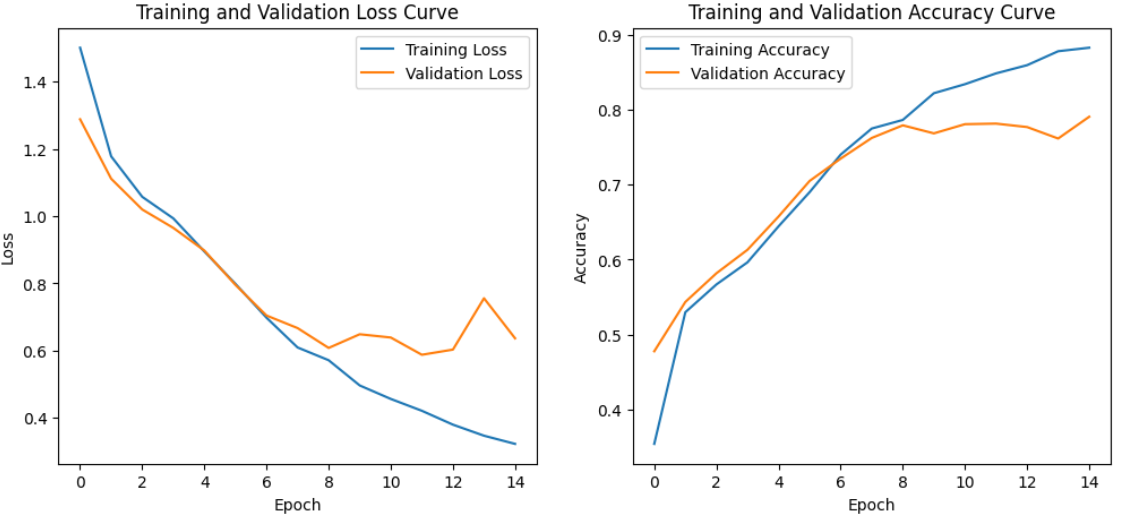 Training and Validation Loss Curve
Training Loss
Validation Loss
1.4
1.2
1.0
0.8
0.6
0.4
Loss
0 2 4 6 8 10 12 14
Epoch
Training and Validation Accuracy Curve
Training Accuracy
Validation Accuracy
0.9
0.8
0.7
0.6
0.5
0.4
Accuracy
0 2 4 6 8 10 12 14
Epoch